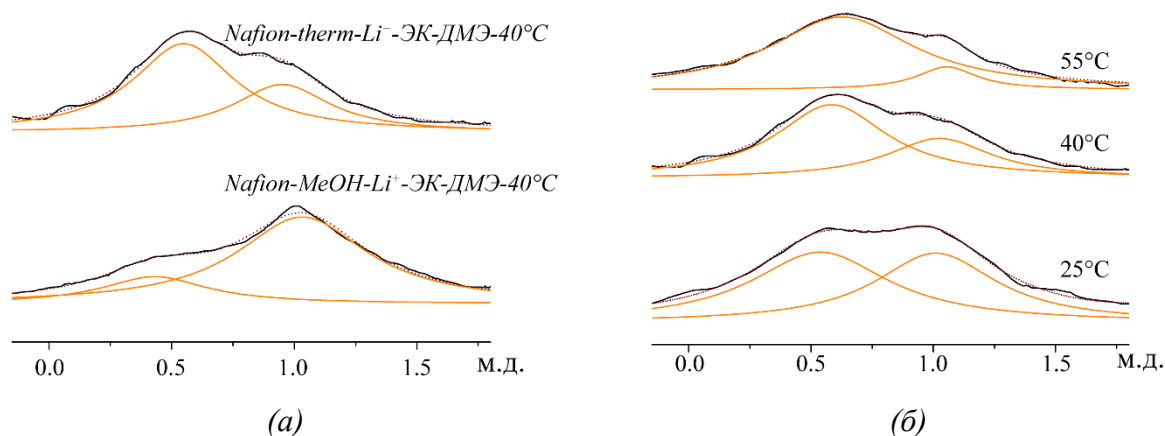 Nafion-therm-Li⁻-ЭК-ДМЭ-40°C
Nafion-MeOH-Li⁺-ЭК-ДМЭ-40°C
0.0 0.5 1.0 1.5 м.д.
(а)
55°C
40°C
25°C
0.0 0.5 1.0 1.5 м.д.
(б)